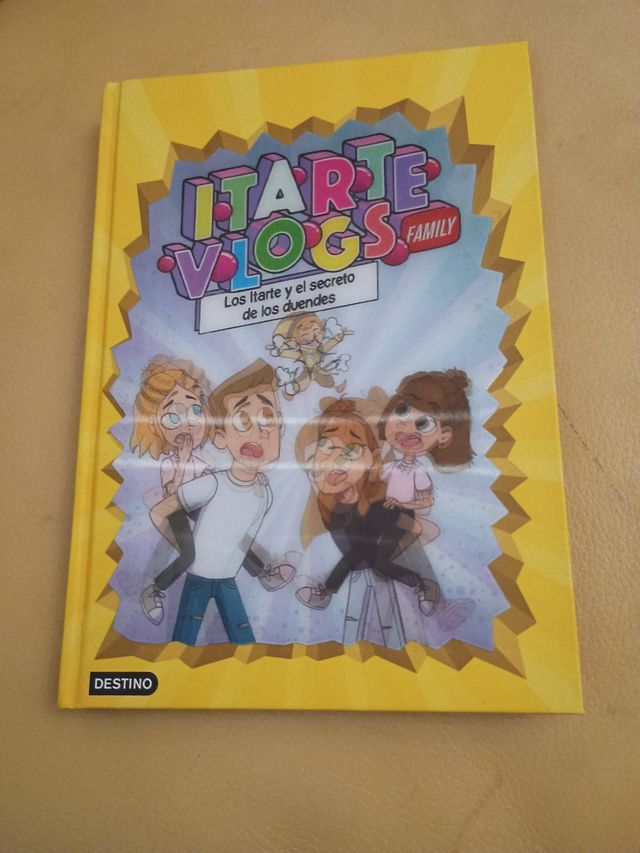 ITARTE
VLOGS
FAMILY
Los Itarte y el secreto
de los duendes
DESTINO